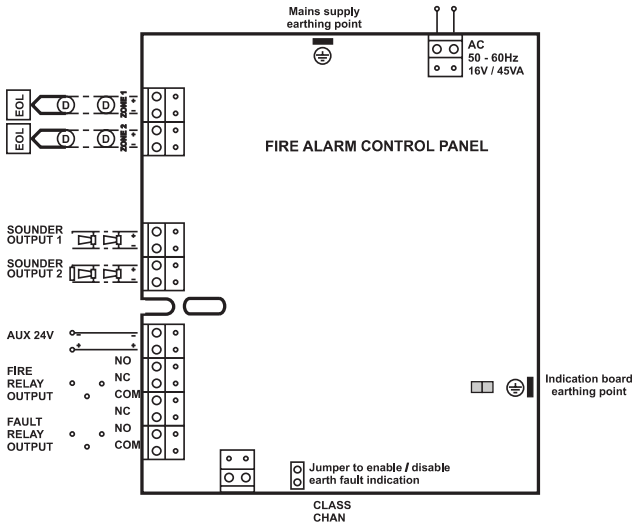 Mains supply
earthing point
AC
50 - 60Hz
16V / 45VA
EOL
D
D
ZONE 1
+
-
EOL
D
D
ZONE 2
+
-
FIRE ALARM CONTROL PANEL
SOUNDER
OUTPUT 1
+
-
SOUNDER
OUTPUT 2
+
-
AUX 24V
-
-
+
+
FIRE
RELAY
OUTPUT
NO
NC
COM
FAULT
RELAY
OUTPUT
NC
NO
COM
Indication board
earthing point
Jumper to enable / disable
earth fault indication
CLASS
CHAN